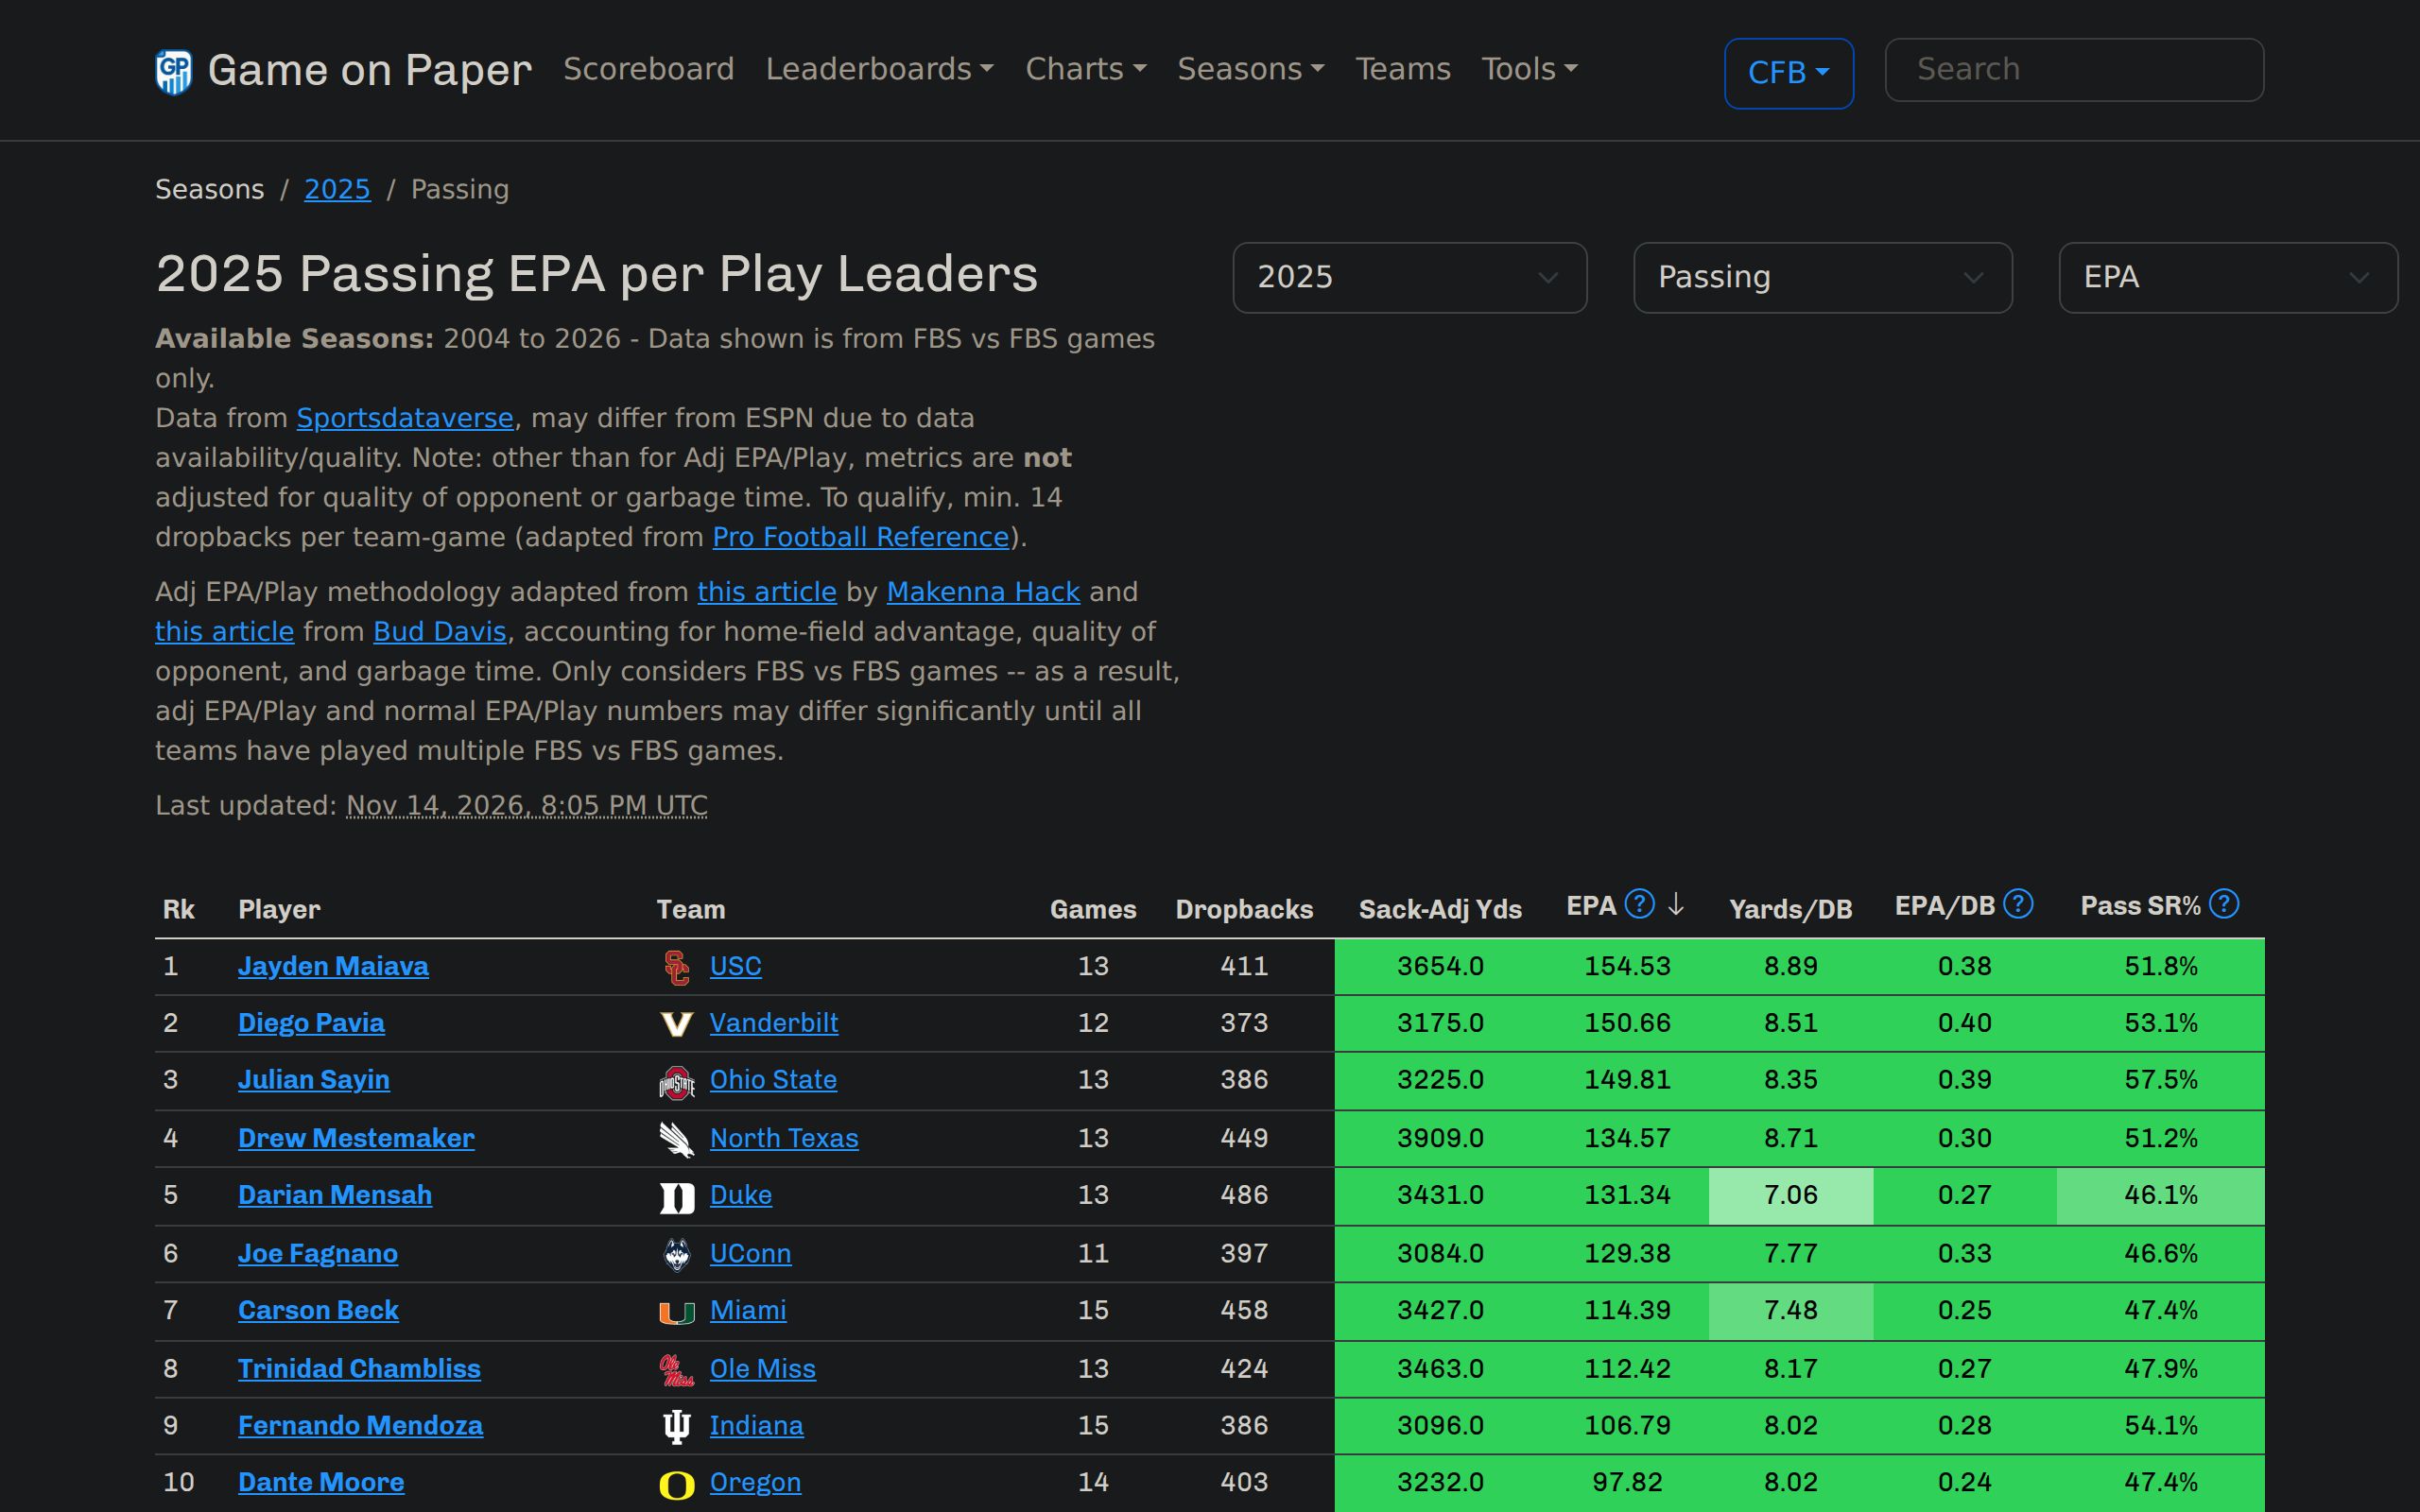 GP Game on Paper Scoreboard Leaderboards Charts Seasons Teams Tools CFB Search
Seasons / 2025 / Passing
2025 Passing EPA per Play Leaders 2025 Passing EPA
Available Seasons: 2004 to 2026 - Data shown is from FBS vs FBS games
only.
Data from Sportsdataverse, may differ from ESPN due to data
availability/quality. Note: other than for Adj EPA/Play, metrics are not
adjusted for quality of opponent or garbage time. To qualify, min. 14
dropbacks per team-game (adapted from Pro Football Reference).
Adj EPA/Play methodology adapted from this article by Makenna Hack and
this article from Bud Davis, accounting for home-field advantage, quality of
opponent, and garbage time. Only considers FBS vs FBS games -- as a result,
adj EPA/Play and normal EPA/Play numbers may differ significantly until all
teams have played multiple FBS vs FBS games.
Last updated: Nov 14, 2026, 8:05 PM UTC
Rk Player Team Games Dropbacks Sack-Adj Yds EPA ? ↓ Yards/DB EPA/DB ? Pass SR% ?
1 Jayden Maiava SC USC 13 411 3654.0 154.53 8.89 0.38 51.8%
2 Diego Pavia V Vanderbilt 12 373 3175.0 150.66 8.51 0.40 53.1%
3 Julian Sayin OHIO STATE Ohio State 13 386 3225.0 149.81 8.35 0.39 57.5%
4 Drew Mestemaker North Texas 13 449 3909.0 134.57 8.71 0.30 51.2%
5 Darian Mensah D Duke 13 486 3431.0 131.34 7.06 0.27 46.1%
6 Joe Fagnano UConn 11 397 3084.0 129.38 7.77 0.33 46.6%
7 Carson Beck U Miami 15 458 3427.0 114.39 7.48 0.25 47.4%
8 Trinidad Chambliss Ole Miss Ole Miss 13 424 3463.0 112.42 8.17 0.27 47.9%
9 Fernando Mendoza Indiana 15 386 3096.0 106.79 8.02 0.28 54.1%
10 Dante Moore O Oregon 14 403 3232.0 97.82 8.02 0.24 47.4%